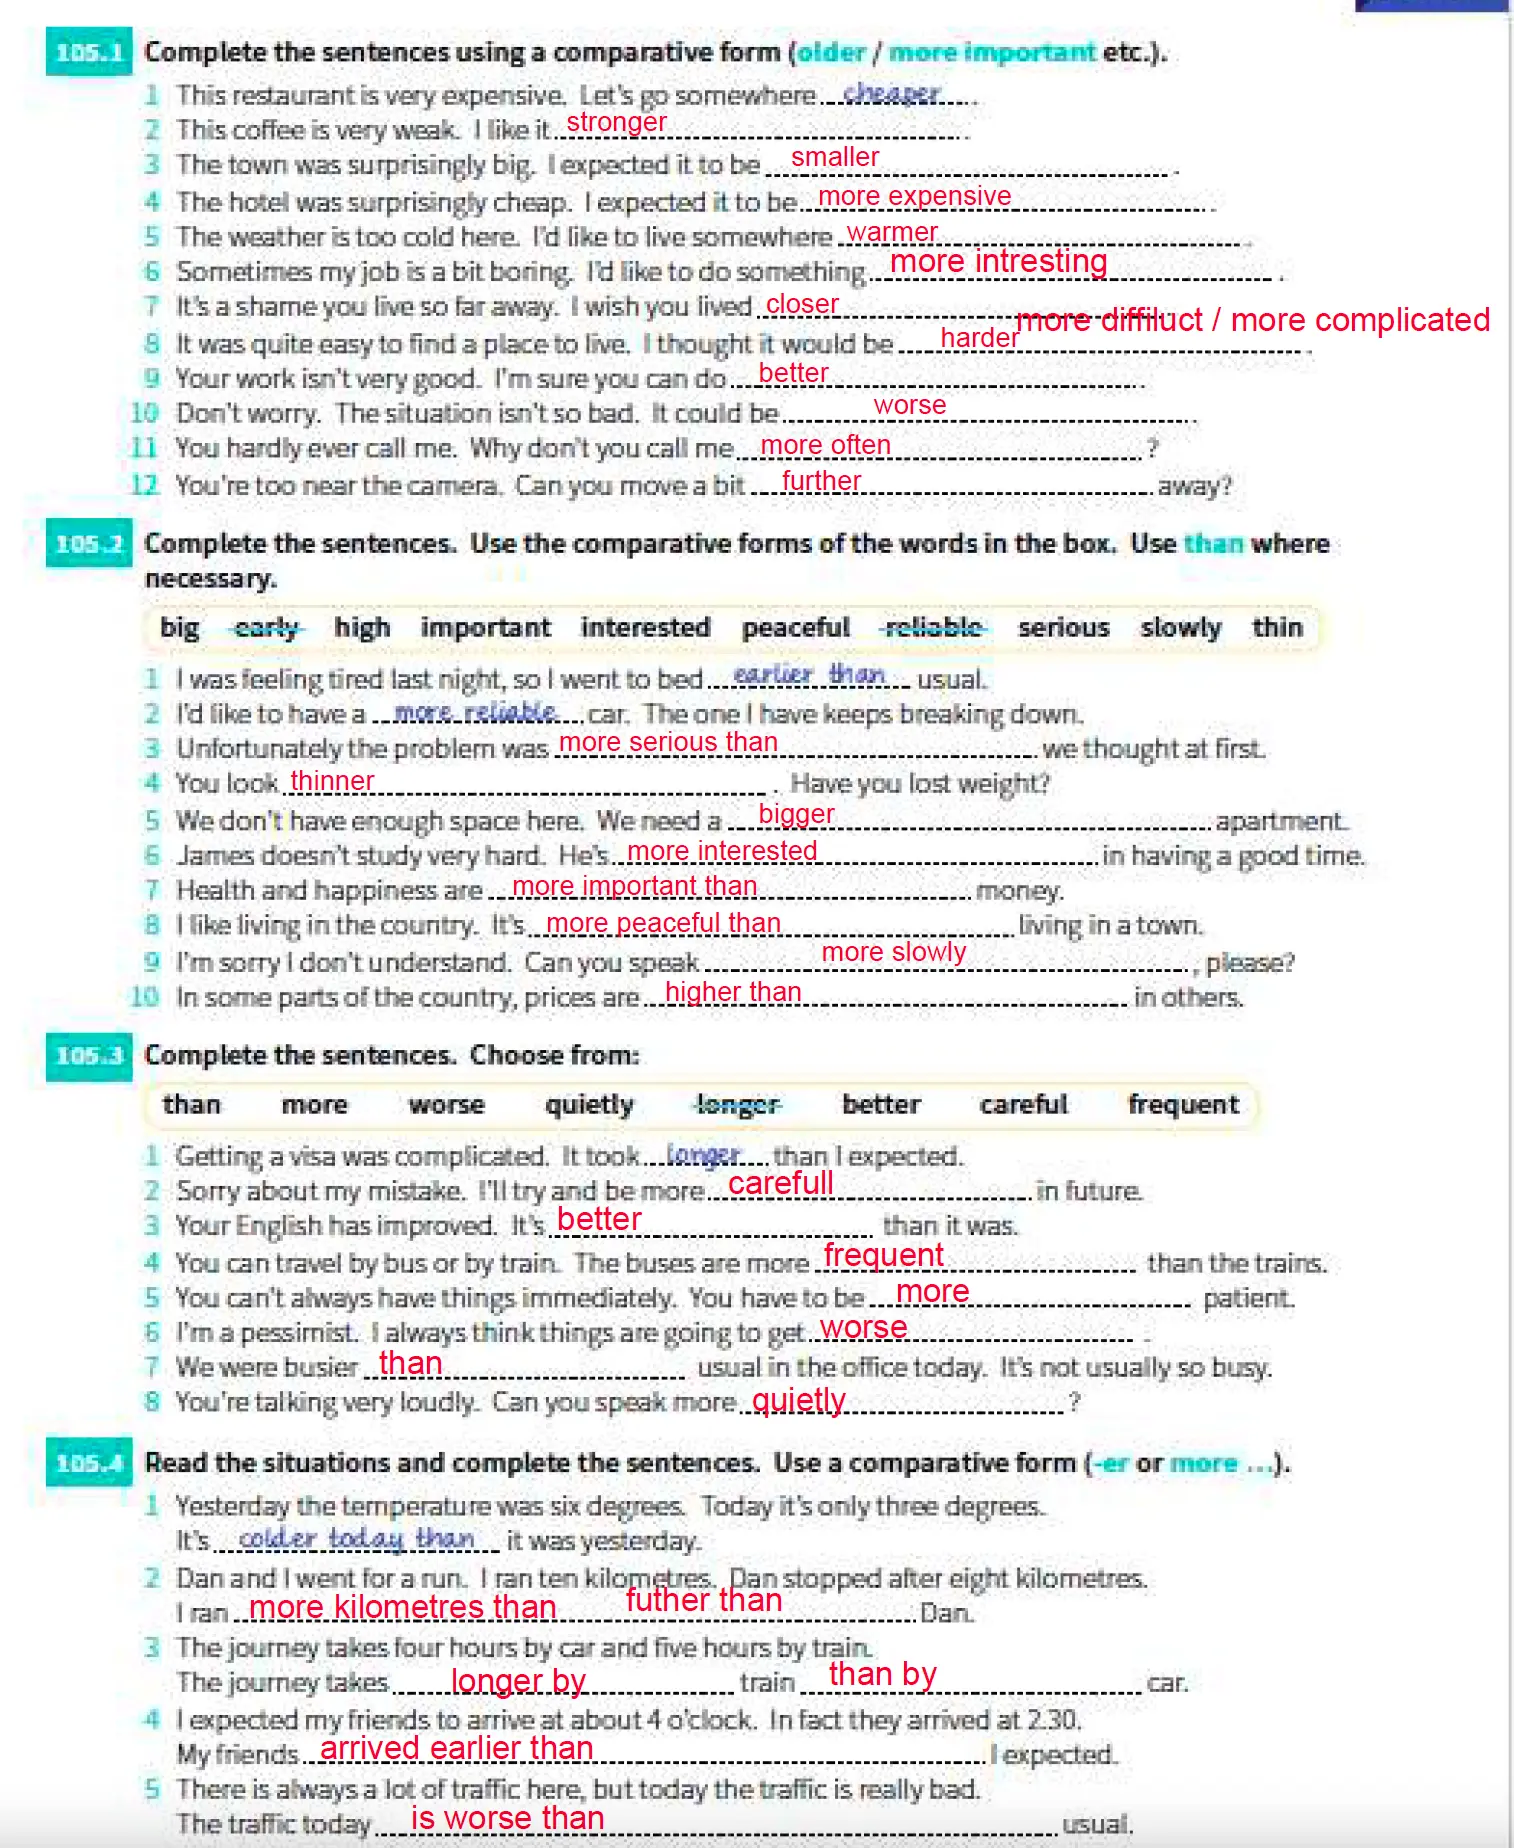 105.1 Complete the sentences using a comparative form (older / more important etc.).
1 This restaurant is very expensive. Let's go somewhere cheaper .
2 This coffee is very weak. I like it stronger .
3 The town was surprisingly big. I expected it to be smaller .
4 The hotel was surprisingly cheap. I expected it to be more expensive .
5 The weather is too cold here. I'd like to live somewhere warmer .
6 Sometimes my job is a bit boring. I'd like to do something more intresting .
7 It's a shame you live so far away. I wish you lived closer .
more diffiluct / more complicated
8 It was quite easy to find a place to live. I thought it would be harder .
9 Your work isn't very good. I'm sure you can do better .
10 Don't worry. The situation isn't so bad. It could be worse .
11 You hardly ever call me. Why don't you call me more often ?
12 You're too near the camera. Can you move a bit further away?
105.2 Complete the sentences. Use the comparative forms of the words in the box. Use than where
necessary.
big early high important interested peaceful reliable serious slowly thin
1 I was feeling tired last night, so I went to bed earlier than usual.
2 I'd like to have a more reliable car. The one I have keeps breaking down.
3 Unfortunately the problem was more serious than we thought at first.
4 You look thinner . Have you lost weight?
5 We don't have enough space here. We need a bigger apartment.
6 James doesn't study very hard. He's more interested in having a good time.
7 Health and happiness are more important than money.
8 I like living in the country. It's more peaceful than living in a town.
9 I'm sorry I don't understand. Can you speak more slowly , please?
10 In some parts of the country, prices are higher than in others.
105.3 Complete the sentences. Choose from:
than more worse quietly longer better careful frequent
1 Getting a visa was complicated. It took longer than I expected.
2 Sorry about my mistake. I'll try and be more carefull in future.
3 Your English has improved. It's better than it was.
4 You can travel by bus or by train. The buses are more frequent than the trains.
5 You can't always have things immediately. You have to be more patient.
6 I'm a pessimist. I always think things are going to get worse .
7 We were busier than usual in the office today. It's not usually so busy.
8 You're talking very loudly. Can you speak more quietly ?
105.4 Read the situations and complete the sentences. Use a comparative form (-er or more ...).
1 Yesterday the temperature was six degrees. Today it's only three degrees.
It's colder today than it was yesterday.
2 Dan and I went for a run. I ran ten kilometres. Dan stopped after eight kilometres.
I ran more kilometres than futher than Dan.
3 The journey takes four hours by car and five hours by train.
The journey takes longer by train than by car.
4 I expected my friends to arrive at about 4 o'clock. In fact they arrived at 2.30.
My friends arrived earlier than I expected.
5 There is always a lot of traffic here, but today the traffic is really bad.
The traffic today is worse than usual.